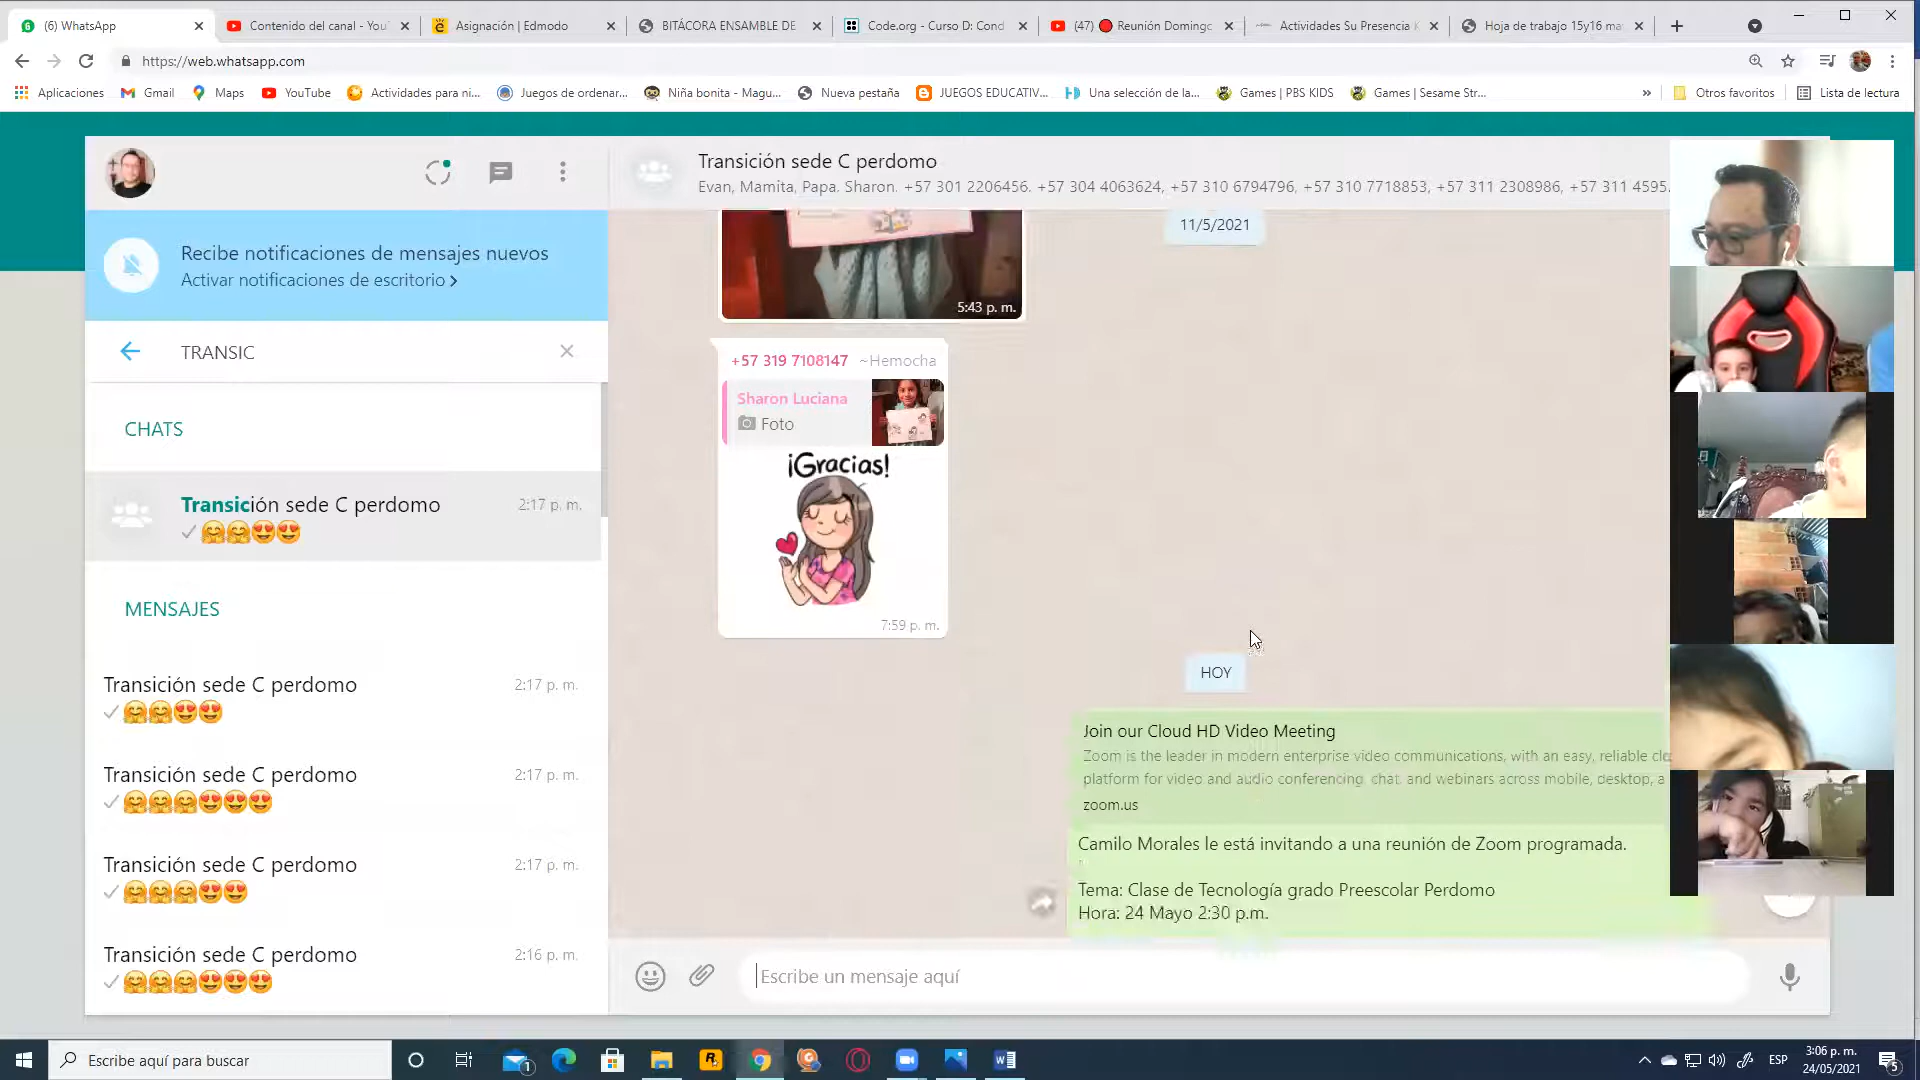 (6) WhatsApp
Contenido del canal - You
Asignación | Edmodo
BITÁCORA ENSAMBLE DE
Code.org - Curso D: Cond
(47) 🔴 Reunión Domingo
Actividades Su Presencia K
Hoja de trabajo 15y16 ma
https://web.whatsapp.com
Aplicaciones
Gmail
Maps
YouTube
Actividades para ni...
Juegos de ordenar...
Niña bonita - Magu...
Nueva pestaña
JUEGOS EDUCATIV...
Una selección de la...
Games | PBS KIDS
Games | Sesame Str...
»
Otros favoritos
Lista de lectura
Recibe notificaciones de mensajes nuevos
Activar notificaciones de escritorio >
TRANSIC
CHATS
Transición sede C perdomo
2:17 p. m.
MENSAJES
Transición sede C perdomo
2:17 p. m.
Transición sede C perdomo
2:17 p. m.
Transición sede C perdomo
2:17 p. m.
Transición sede C perdomo
2:16 p. m.
Transición sede C perdomo
Evan, Mamita, Papa. Sharon. +57 301 2206456. +57 304 4063624, +57 310 6794796, +57 310 7718853, +57 311 2308986, +57 311 4595.
11/5/2021
5:43 p. m.
+57 319 7108147 ~Hemocha
Sharon Luciana
Foto
¡Gracias!
7:59 p. m.
HOY
Join our Cloud HD Video Meeting
Zoom is the leader in modern enterprise video communications, with an easy, reliable clo
platform for video and audio conferencing, chat, and webinars across mobile, desktop, a
zoom.us
Camilo Morales le está invitando a una reunión de Zoom programada.
Tema: Clase de Tecnología grado Preescolar Perdomo
Hora: 24 Mayo 2:30 p.m.
Escribe un mensaje aquí
Escribe aquí para buscar
1
ESP
3:06 p. m.
24/05/2021
5